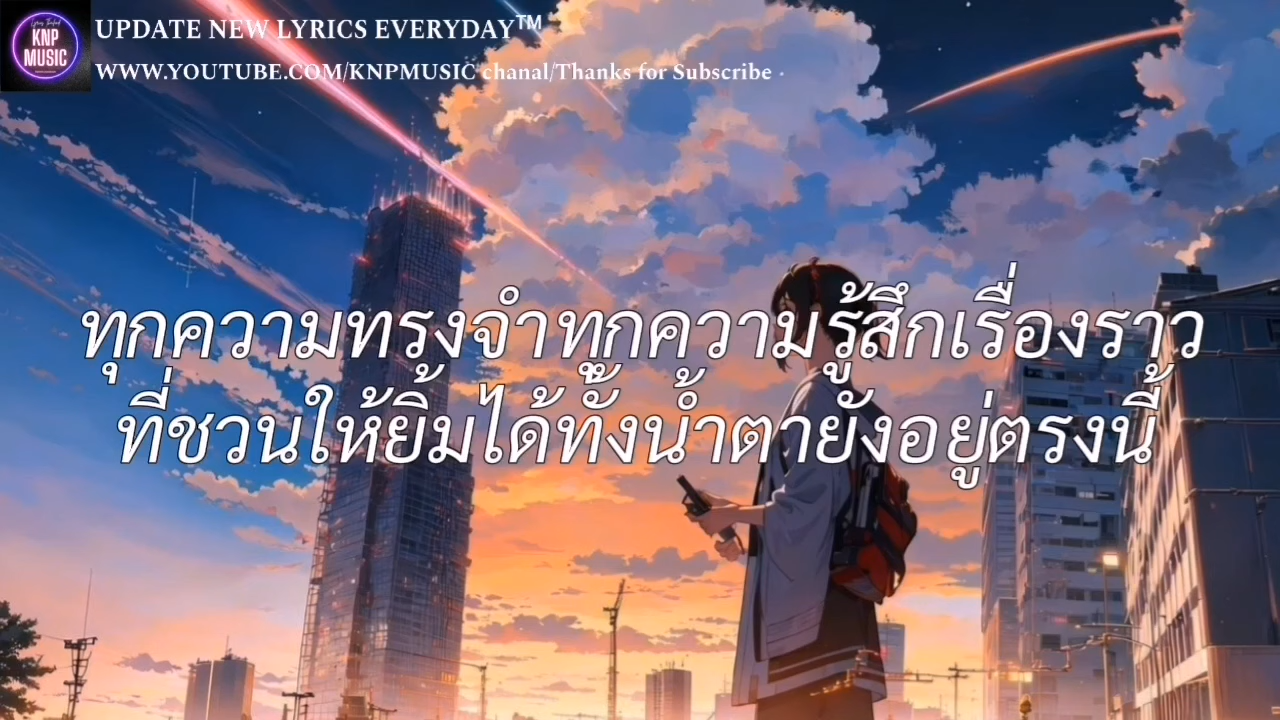 KNP
MUSIC
UPDATE NEW LYRICS EVERYDAY™
WWW.YOUTUBE.COM/KNPMUSIC chanal/Thanks for Subscribe
ทุกความทรงจำทุกความรู้สึกเรื่องราว
ที่ชวนให้ยิ้มได้ทั้งน้ำตายังอยู่ตรงนี้